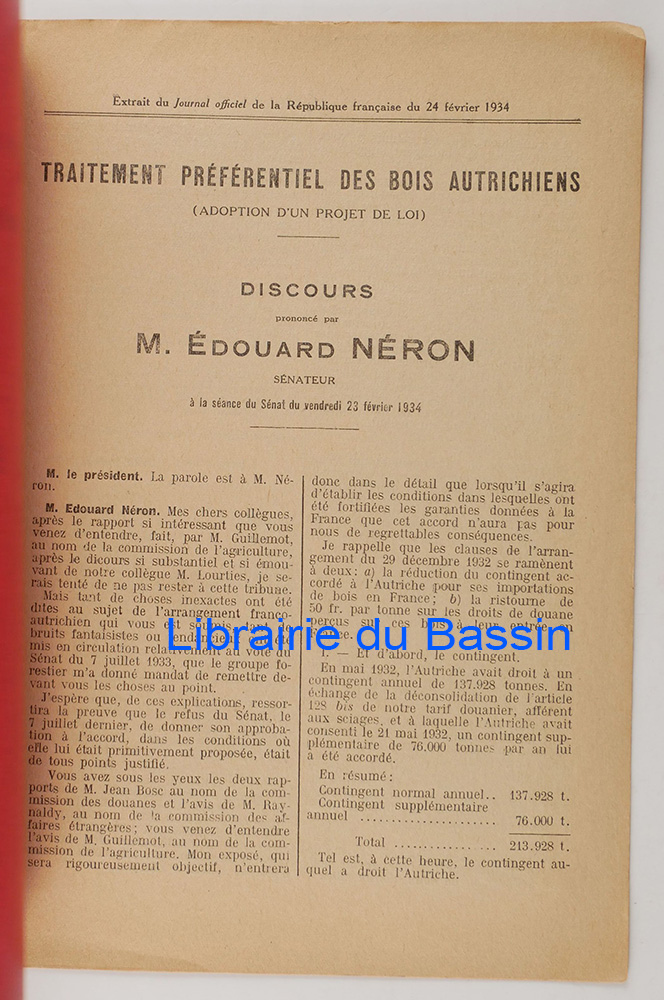 Extrait du Journal officiel de la République française du 24 février 1934
TRAITEMENT PRÉFÉRENTIEL DES BOIS AUTRICHIENS
(ADOPTION D'UN PROJET DE LOI)
DISCOURS
prononcé par
M. ÉDOUARD NÉRON
SÉNATEUR
à la séance du Sénat du vendredi 23 février 1934
M. le président. La parole est à M. Né-
ron.
M. Edouard Néron. Mes chers collègues,
après le rapport si intéressant que vous
venez d'entendre, fait, par M. Guillemot,
au nom de la commission de l'agriculture,
après le dicours si substantiel et si émou-
vant de notre collègue M. Lourties, je se-
rais tenté de ne pas rester à cette tribune.
Mais tant de choses inexactes ont été
dites au sujet de l'arrangement franco-
autrichien qui vous est soumis, tant de
bruits fantaisistes ou tendancieux ont été
mis en circulation relativement au vote du
Sénat du 7 juillet 1933, que le groupe fo-
restier m'a donné mandat de remettre de-
vant vous les choses au point.
J'espère que, de ces explications, ressor-
tira la preuve que le refus du Sénat, le
7 juillet dernier, de donner son approba-
tion à l'accord, dans les conditions où
elle lui était primitivement proposée, était
de tous points justifié.
Vous avez sous les yeux les deux rap-
ports de M. Jean Bosc au nom de la com-
mission des douanes et l'avis de M. Ray-
naldy, au nom de la commission des af-
faires étrangères; vous venez d'entendre
l'avis de M. Guillemot, au nom de la com-
mission de l'agriculture. Mon exposé, qui
sera rigoureusement objectif, n'entrera
donc dans le détail que lorsqu'il s'agira
d'établir les conditions dans lesquelles ont
été fortifiées les garanties données à la
France que cet accord n'aura pas pour
nous de regrettables conséquences.
Je rappelle que les clauses de l'arran-
gement du 29 décembre 1932 se ramènent
à deux: a) la réduction du contingent ac-
cordé à l'Autriche pour ses importations
de bois en France; b) la ristourne de
50 fr. par tonne sur les droits de douane
perçus sur ces bois à leur entrée en
France.
I. — Et d'abord, le contingent.
En mai 1932, l'Autriche avait droit à un
contingent annuel de 137.928 tonnes. En
échange de la déconsolidation de l'article
128 bis de notre tarif douanier, afférent
aux sciages, et à laquelle l'Autriche avait
consenti le 21 mai 1932, un contingent sup-
plémentaire de 76.000 tonnes par an lui
a été accordé.
En résumé:
Contingent normal annuel.. 137.928 t.
Contingent supplémentaire
annuel .................. 76.000 t.
Total ............... 213.928 t.
Tel est, à cette heure, le contingent au-
quel a droit l'Autriche.
Librairie du Bassin